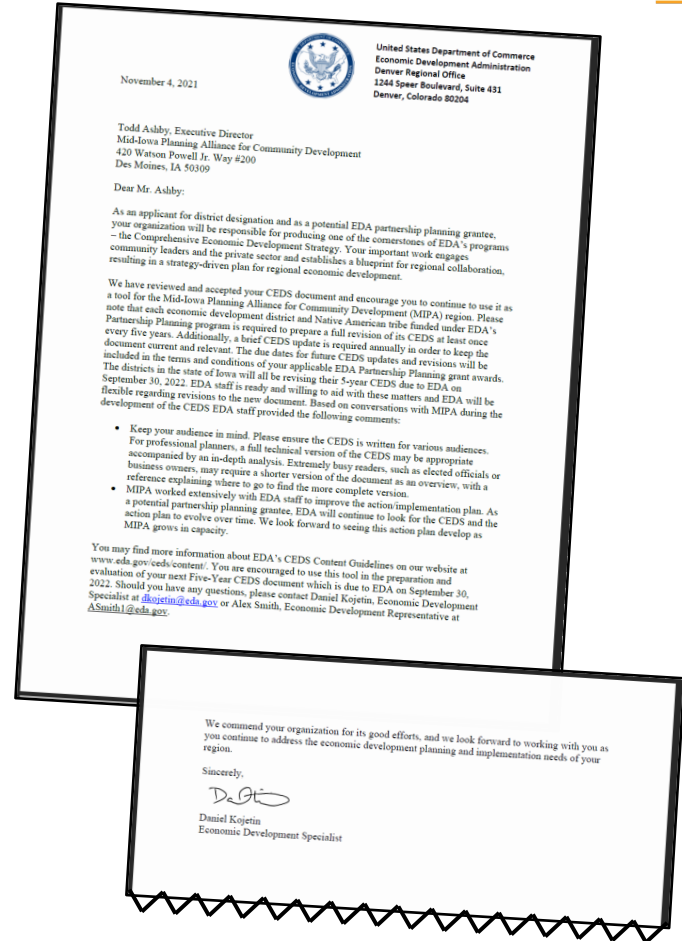 United States Department of Commerce
Economic Development Administration
Denver Regional Office
1244 Speer Boulevard, Suite 431
Denver, Colorado 80204
November 4, 2021
Todd Ashby, Executive Director
Mid-Iowa Planning Alliance for Community Development
420 Watson Powell Jr. Way #200
Des Moines, IA 50309
Dear Mr. Ashby:
As an applicant for district designation and as a potential EDA partnership planning grantee,
your organization will be responsible for producing one of the cornerstones of EDA's programs
– the Comprehensive Economic Development Strategy. Your important work engages
community leaders and the private sector and establishes a blueprint for regional collaboration,
resulting in a strategy-driven plan for regional economic development.
We have reviewed and accepted your CEDS document and encourage you to continue to use it as
a tool for the Mid-Iowa Planning Alliance for Community Development (MIPA) region. Please
note that each economic development district and Native American tribe funded under EDA's
Partnership Planning program is required to prepare a full revision of its CEDS at least once
every five years. Additionally, a brief CEDS update is required annually in order to keep the
document current and relevant. The due dates for future CEDS updates and revisions will be
included in the terms and conditions of your applicable EDA Partnership Planning grant awards.
The districts in the state of Iowa will all be revising their 5-year CEDS due to EDA on
September 30, 2022. EDA staff is ready and willing to aid with these matters and EDA will be
flexible regarding revisions to the new document. Based on conversations with MIPA during the
development of the CEDS EDA staff provided the following comments:
• Keep your audience in mind. Please ensure the CEDS is written for various audiences.
For professional planners, a full technical version of the CEDS may be appropriate
accompanied by an in-depth analysis. Extremely busy readers, such as elected officials or
business owners, may require a shorter version of the document as an overview, with a
reference explaining where to go to find the more complete version.
• MIPA worked extensively with EDA staff to improve the action/implementation plan. As
a potential partnership planning grantee, EDA will continue to look for the CEDS and the
action plan to evolve over time. We look forward to seeing this action plan develop as
MIPA grows in capacity.
You may find more information about EDA's CEDS Content Guidelines on our website at
www.eda.gov/ceds/content/. You are encouraged to use this tool in the preparation and
evaluation of your next Five-Year CEDS document which is due to EDA on September 30,
2022. Should you have any questions, please contact Daniel Kojetin, Economic Development
Specialist at dkojetin@eda.gov or Alex Smith, Economic Development Representative at
ASmith1@eda.gov.
We commend your organization for its good efforts, and we look forward to working with you as
you continue to address the economic development planning and implementation needs of your
region.
Sincerely,
Daniel Kojetin
Economic Development Specialist